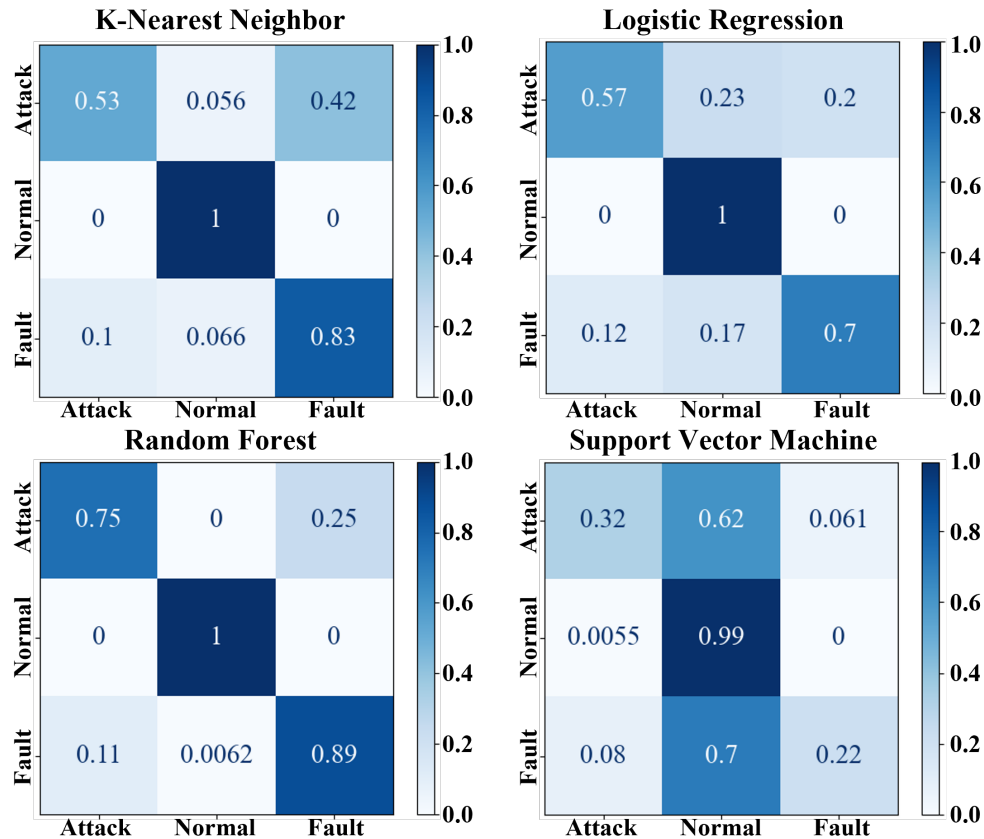 K-Nearest Neighbor
Logistic Regression
Attack
0.53 0.056 0.42
Normal
0 1 0
Fault
0.1 0.066 0.83
Attack Normal Fault
1.0
0.8
0.6
0.4
0.2
0.0
Attack
0.57 0.23 0.2
Normal
0 1 0
Fault
0.12 0.17 0.7
Attack Normal Fault
1.0
0.8
0.6
0.4
0.2
0.0
Random Forest
Support Vector Machine
Attack
0.75 0 0.25
Normal
0 1 0
Fault
0.11 0.0062 0.89
Attack Normal Fault
1.0
0.8
0.6
0.4
0.2
0.0
Attack
0.32 0.62 0.061
Normal
0.0055 0.99 0
Fault
0.08 0.7 0.22
Attack Normal Fault
1.0
0.8
0.6
0.4
0.2
0.0